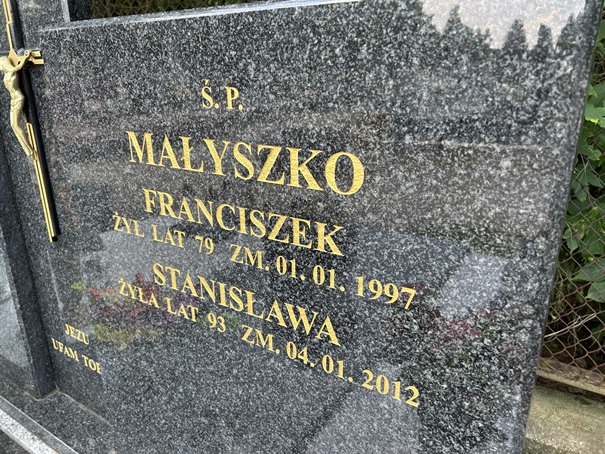 Ś. P.
MAŁYSZKO
FRANCISZEK
ŻYŁ LAT 79 ZM. 01. 01. 1997
STANISŁAWA
ŻYŁA LAT 93 ZM. 04. 01. 2012
JEZU
UFAM TOB